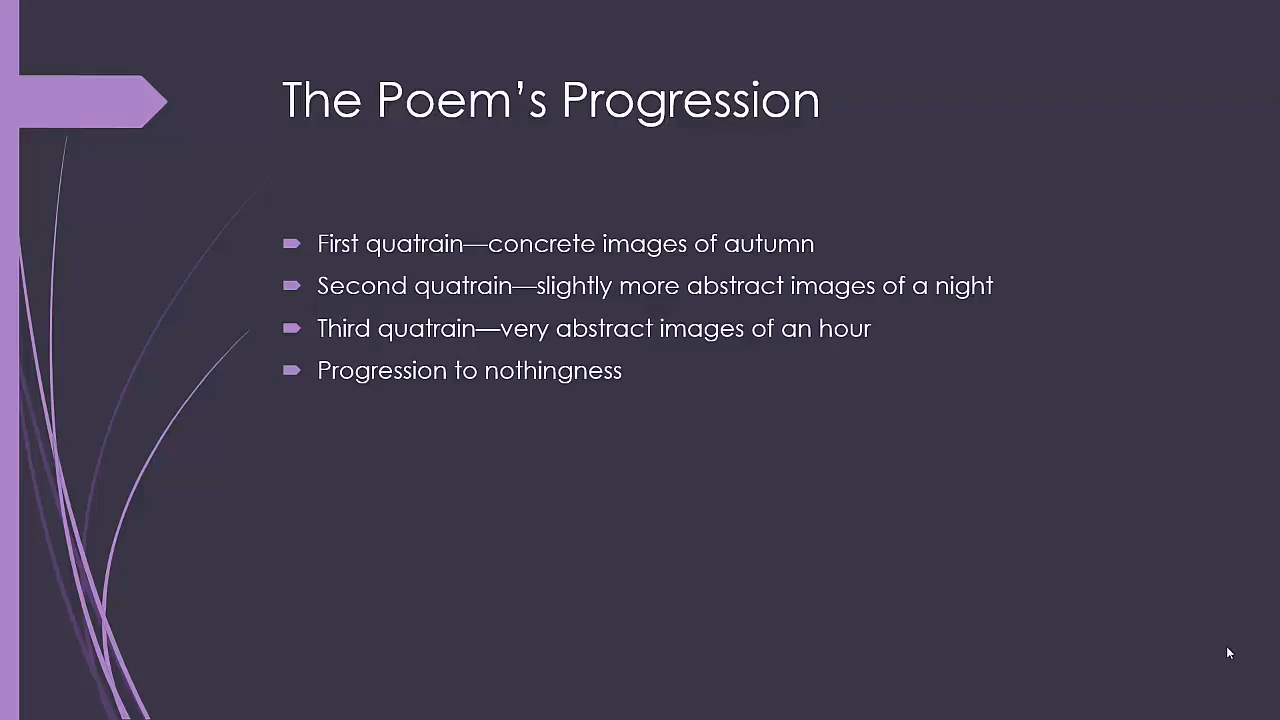 The Poem’s Progression
First quatrain—concrete images of autumn
Second quatrain—slightly more abstract images of a night
Third quatrain—very abstract images of an hour
Progression to nothingness